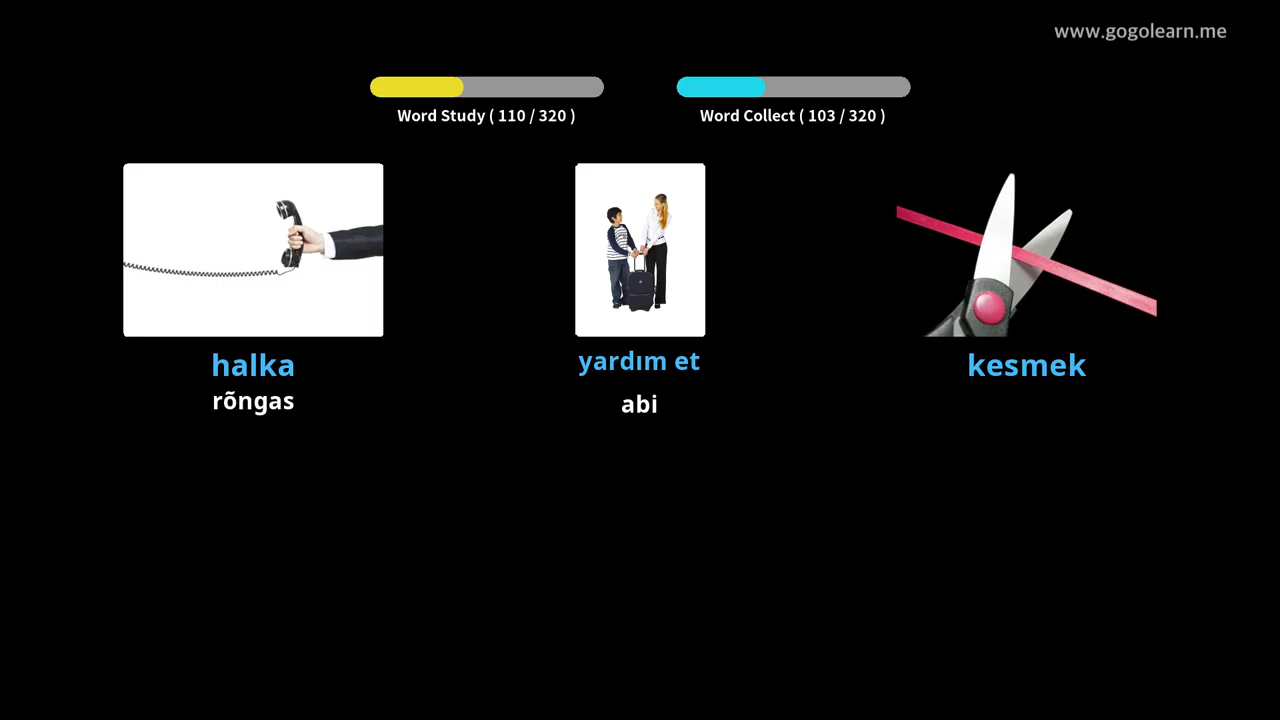 www.gogolearn.me
Word Study ( 110 / 320 )
Word Collect ( 103 / 320 )
halka
rõngas
yardım et
abi
kesmek